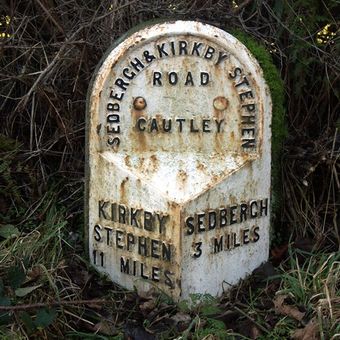 SEDBERGH & KIRKBY STEPHEN
ROAD
CAUTLEY
KIRKBY
STEPHEN
11 MILES
SEDBERGH
3 MILES